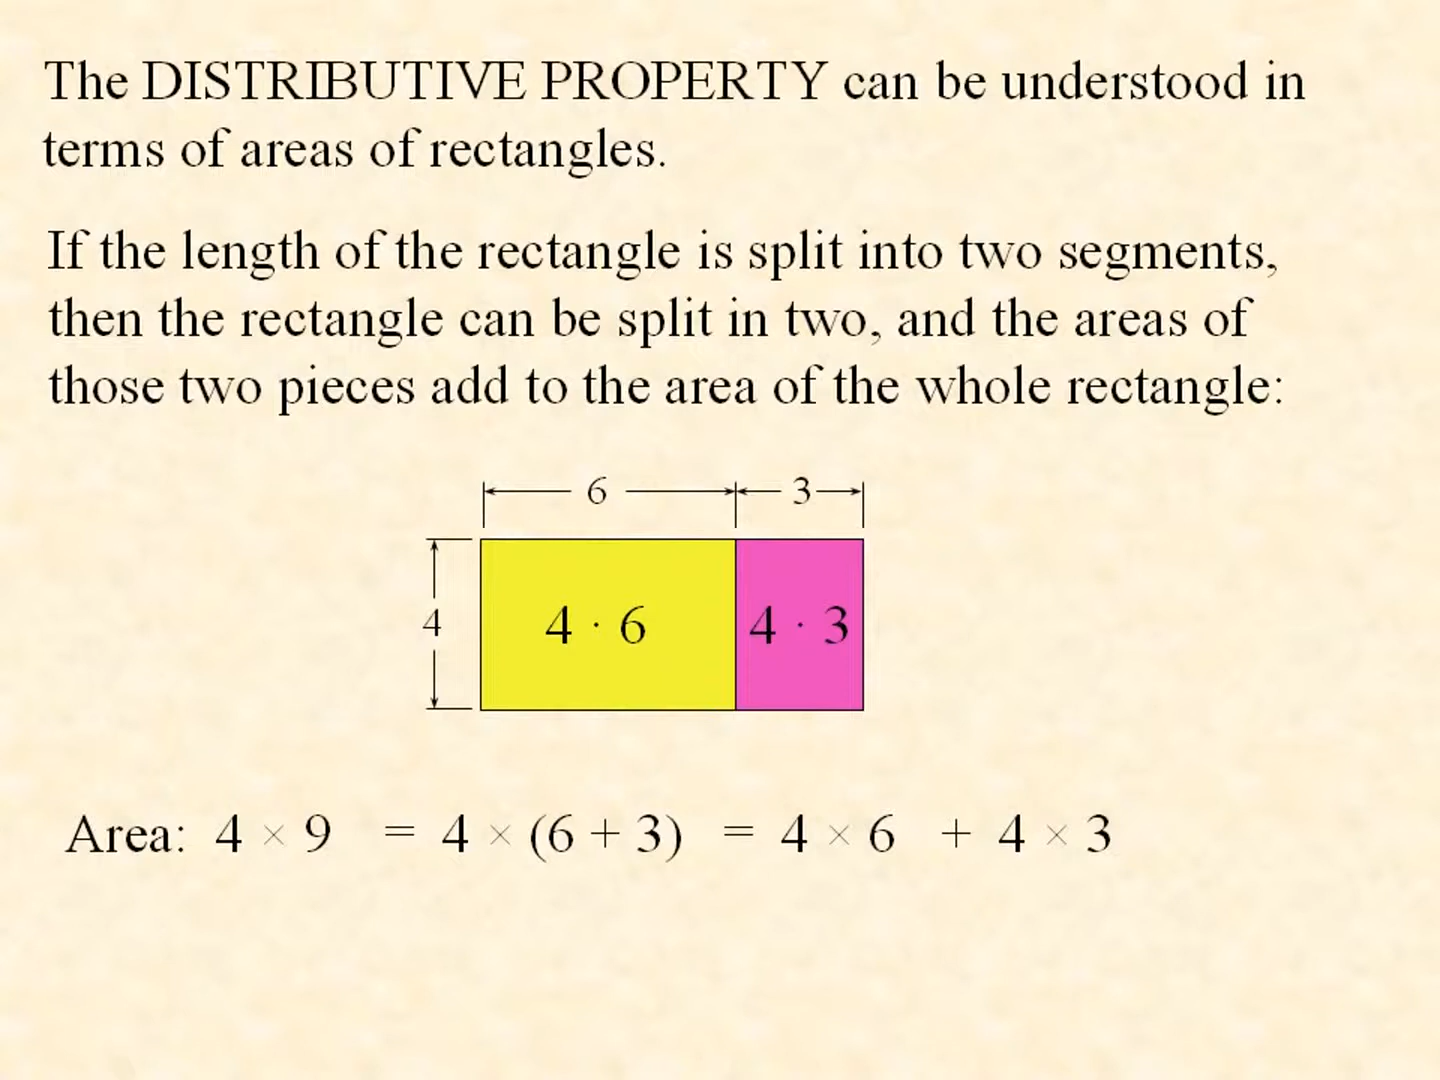 The DISTRIBUTIVE PROPERTY can be understood in
terms of areas of rectangles.
If the length of the rectangle is split into two segments,
then the rectangle can be split in two, and the areas of
those two pieces add to the area of the whole rectangle:
6 3
4 4 · 6 4 · 3
Area: 4 × 9 = 4 × (6 + 3) = 4 × 6 + 4 × 3